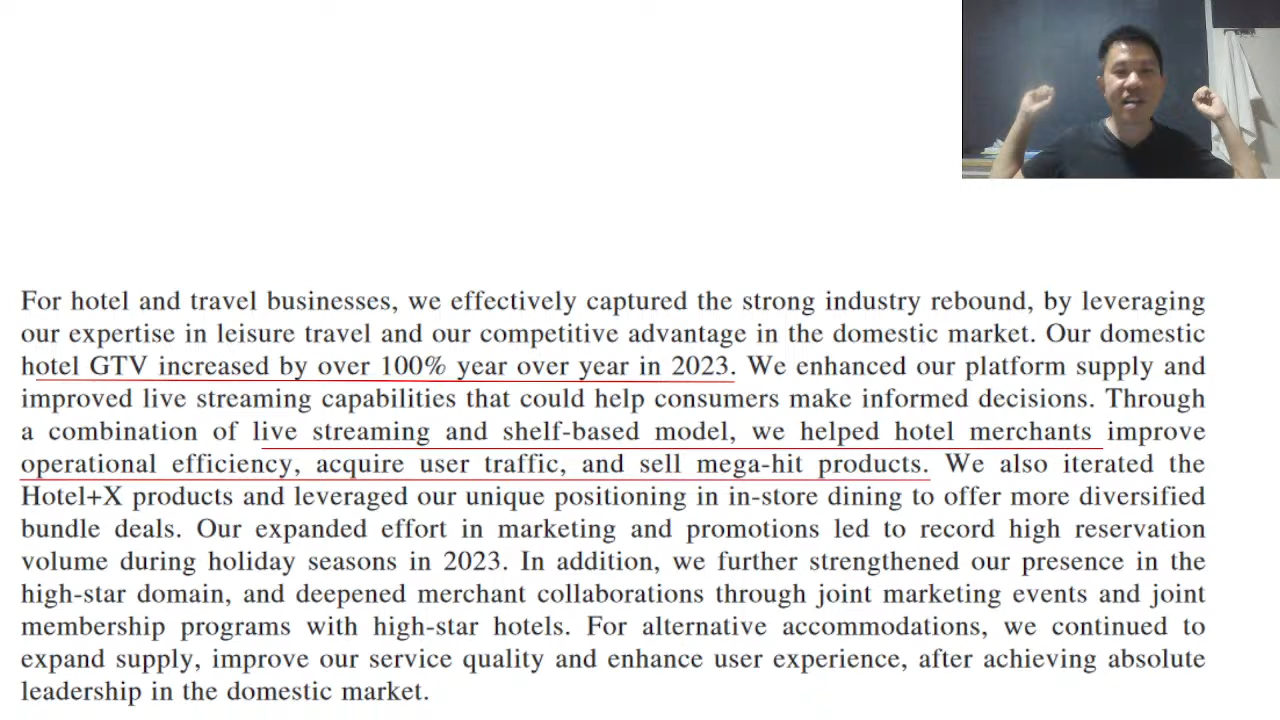 For hotel and travel businesses, we effectively captured the strong industry rebound, by leveraging
our expertise in leisure travel and our competitive advantage in the domestic market. Our domestic
hotel GTV increased by over 100% year over year in 2023. We enhanced our platform supply and
improved live streaming capabilities that could help consumers make informed decisions. Through
a combination of live streaming and shelf-based model, we helped hotel merchants improve
operational efficiency, acquire user traffic, and sell mega-hit products. We also iterated the
Hotel+X products and leveraged our unique positioning in in-store dining to offer more diversified
bundle deals. Our expanded effort in marketing and promotions led to record high reservation
volume during holiday seasons in 2023. In addition, we further strengthened our presence in the
high-star domain, and deepened merchant collaborations through joint marketing events and joint
membership programs with high-star hotels. For alternative accommodations, we continued to
expand supply, improve our service quality and enhance user experience, after achieving absolute
leadership in the domestic market.